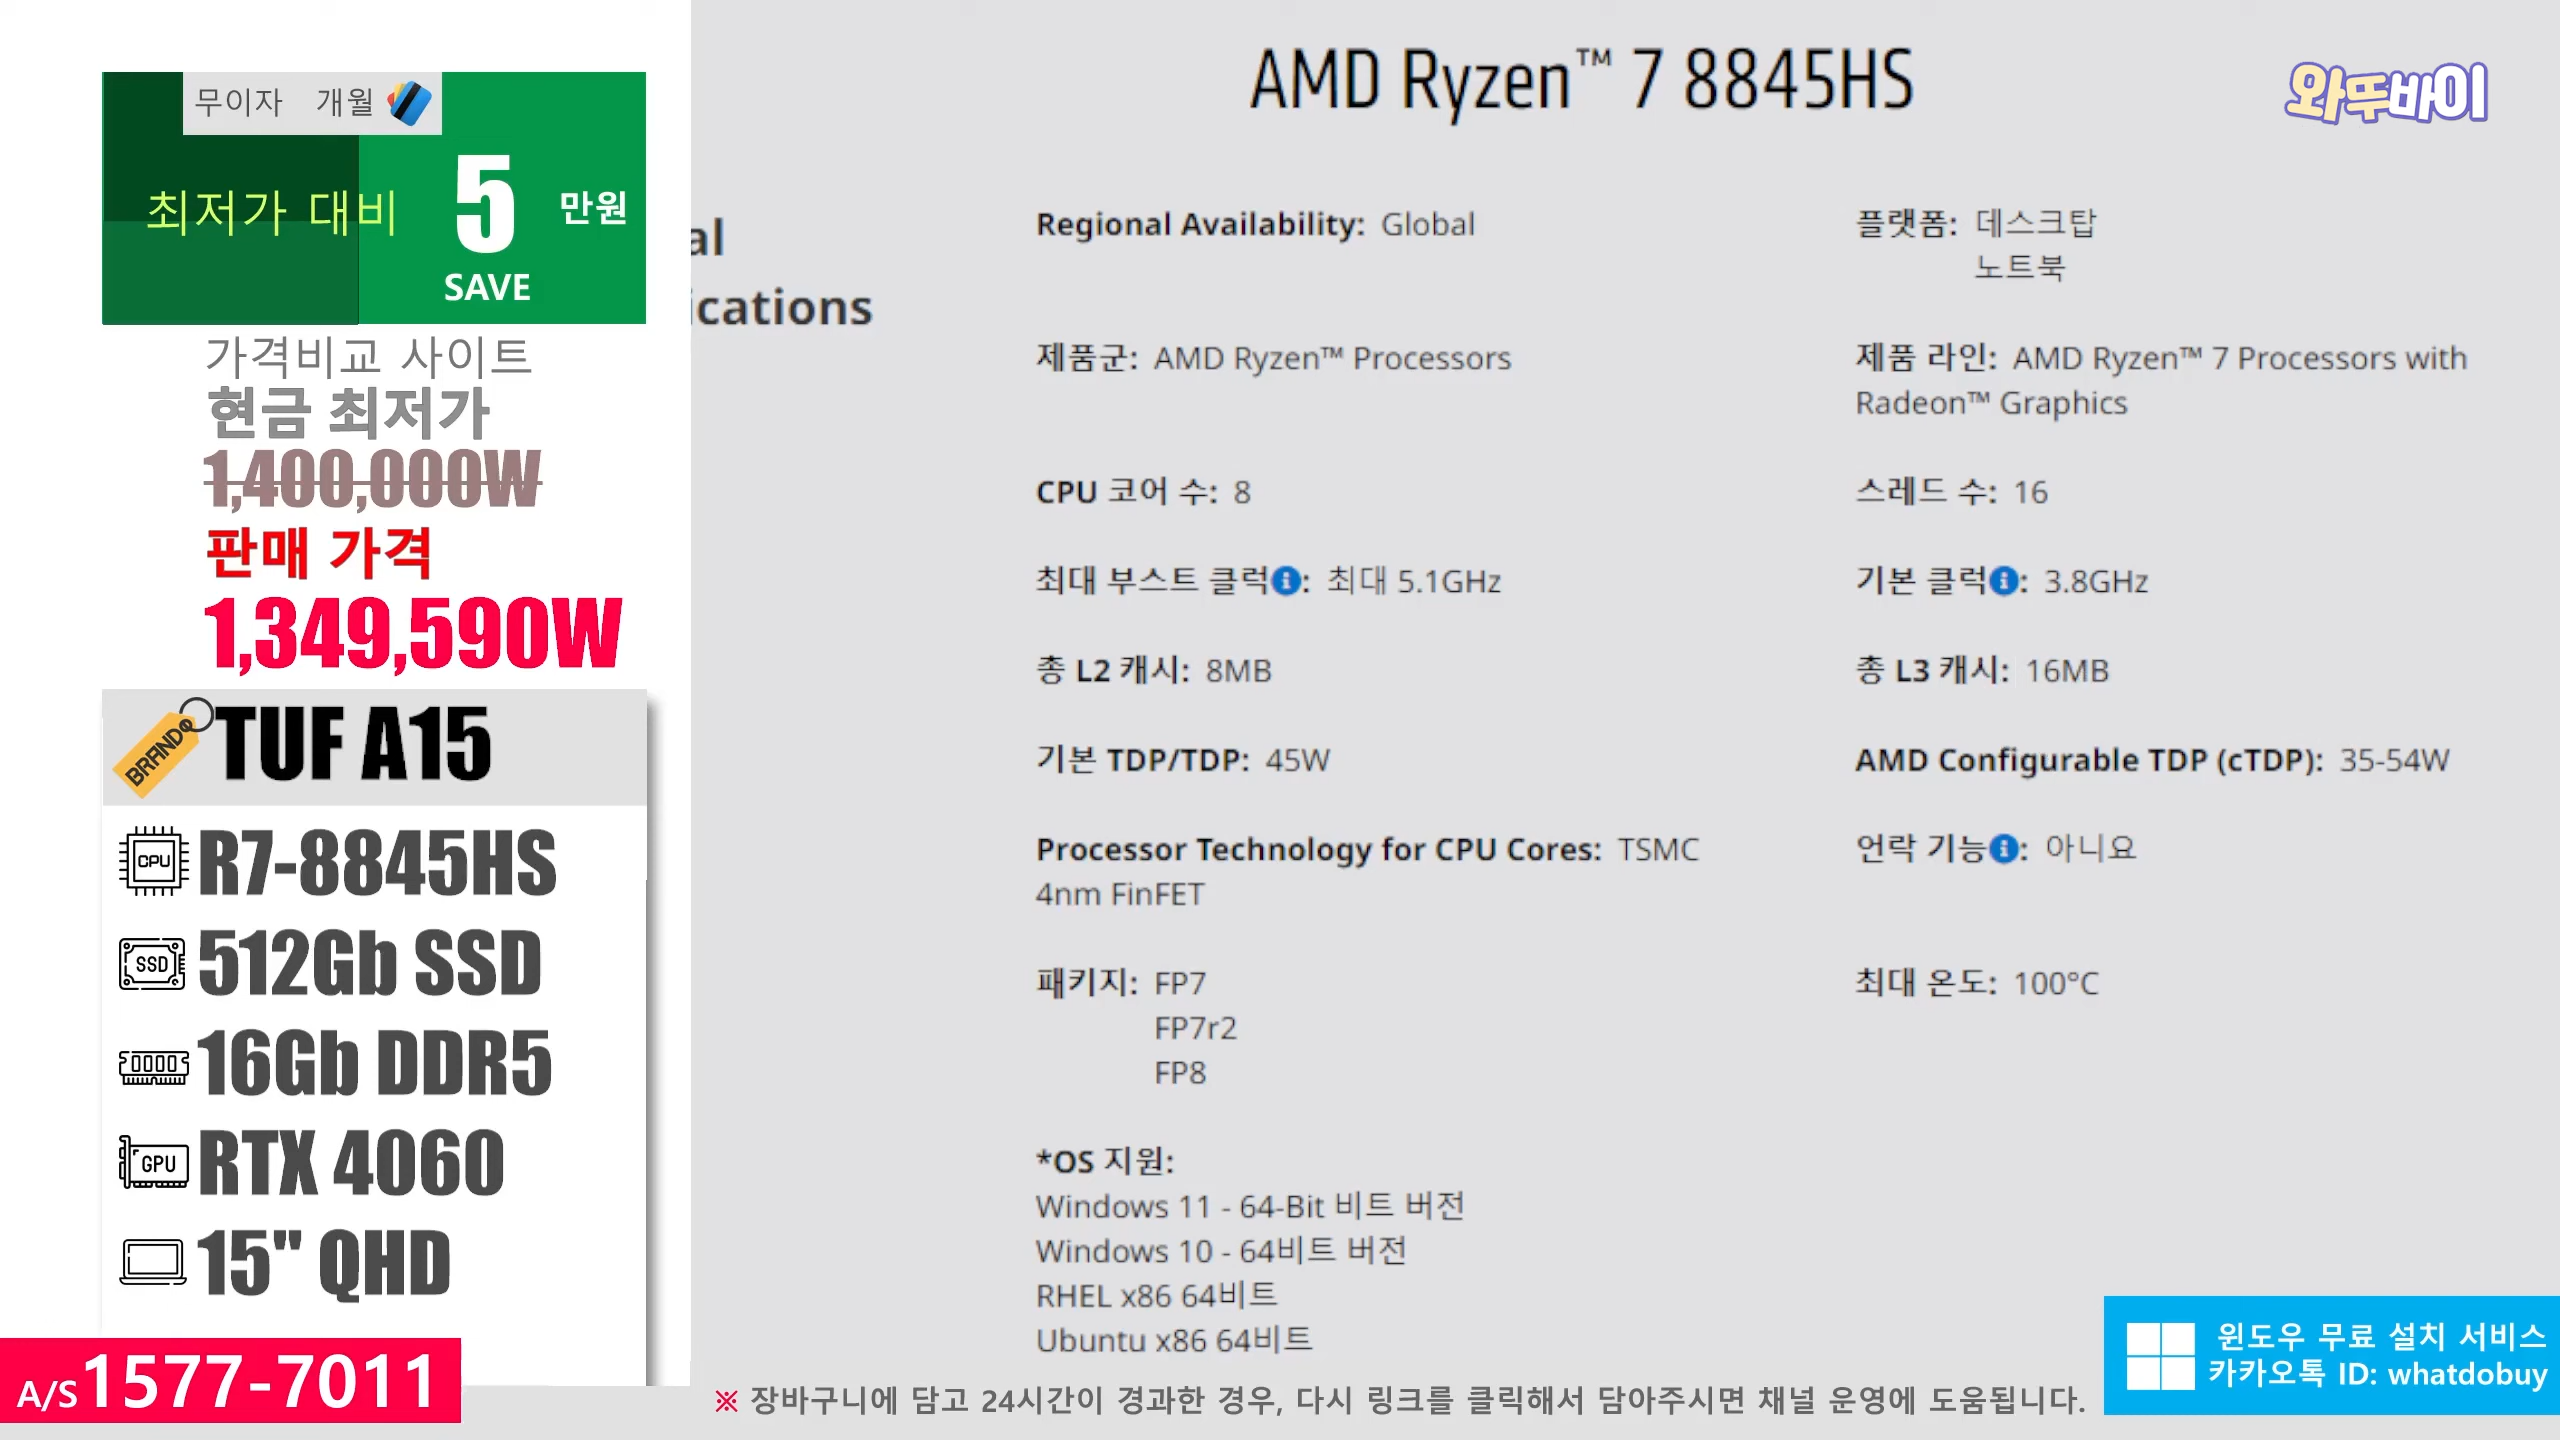 무이자 개월
최저가 대비 5 만원
SAVE
가격비교 사이트
현금 최저가
1,400,000W
판매 가격
1,349,590W
BRAND
TUF A15
CPU R7-8845HS
SSD 512Gb SSD
16Gb DDR5
GPU RTX 4060
15" QHD
A/S 1577-7011
AMD Ryzen™ 7 8845HS
와뚜바이
al
ications
Regional Availability: Global
플랫폼: 데스크탑
노트북
제품군: AMD Ryzen™ Processors
제품 라인: AMD Ryzen™ 7 Processors with
Radeon™ Graphics
CPU 코어 수: 8
스레드 수: 16
최대 부스트 클럭: 최대 5.1GHz
기본 클럭: 3.8GHz
총 L2 캐시: 8MB
총 L3 캐시: 16MB
기본 TDP/TDP: 45W
AMD Configurable TDP (cTDP): 35-54W
Processor Technology for CPU Cores: TSMC
4nm FinFET
언락 기능: 아니요
패키지: FP7
FP7r2
FP8
최대 온도: 100°C
*OS 지원:
Windows 11 - 64-Bit 비트 버전
Windows 10 - 64비트 버전
RHEL x86 64비트
Ubuntu x86 64비트
※ 장바구니에 담고 24시간이 경과한 경우, 다시 링크를 클릭해서 담아주시면 채널 운영에 도움됩니다.
윈도우 무료 설치 서비스
카카오톡 ID: whatdobuy